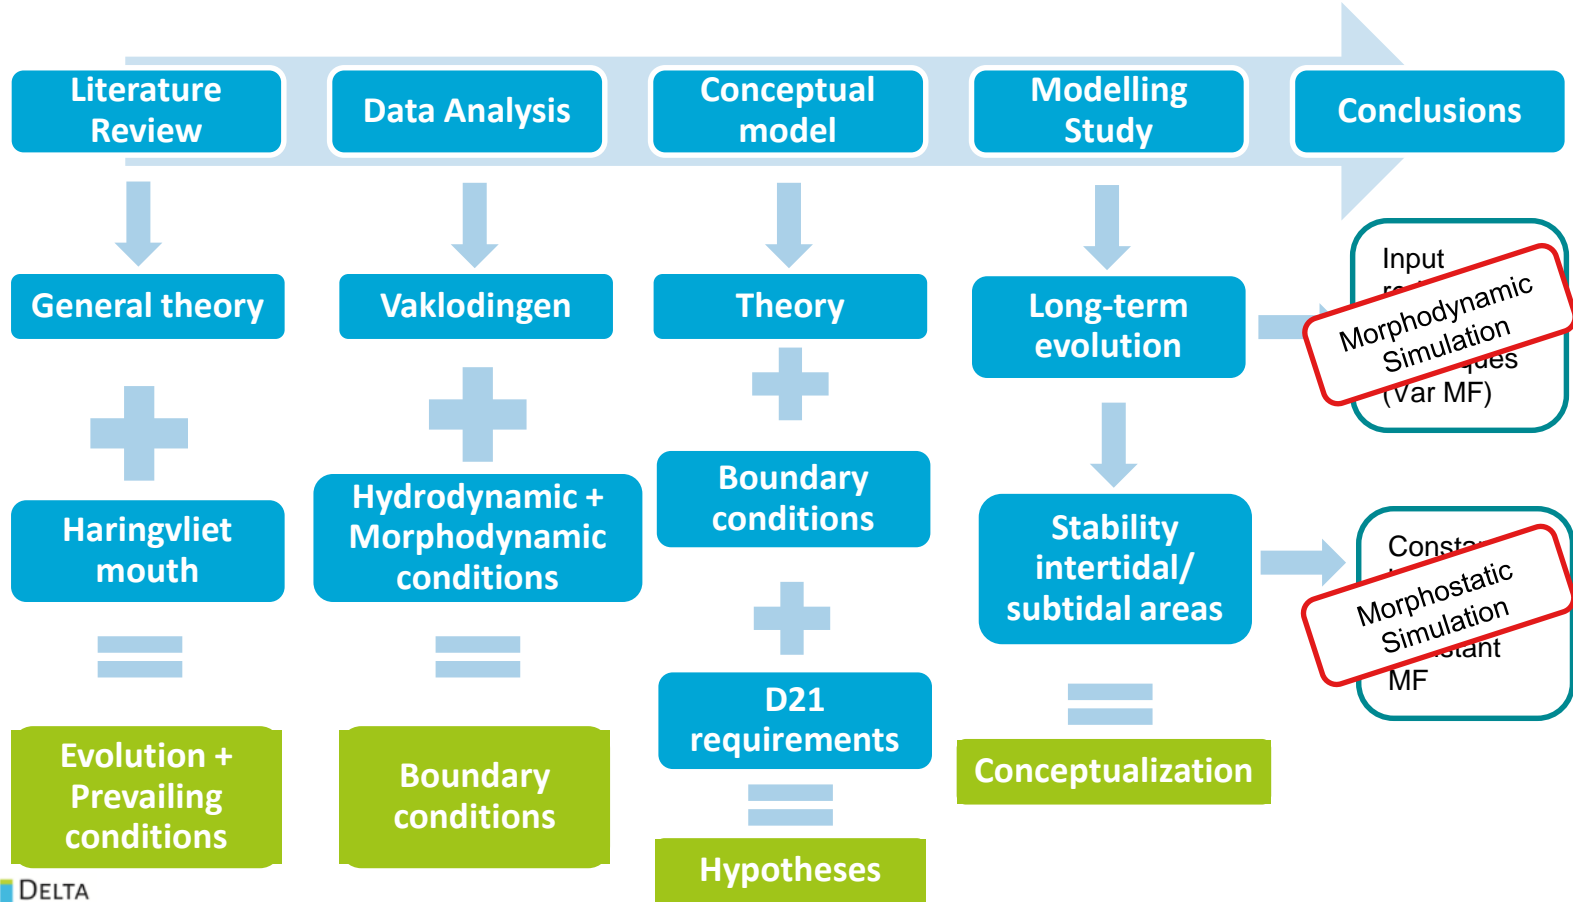 Literature
Review
Data Analysis
Conceptual
model
Modelling
Study
Conclusions
General theory
Haringvliet
mouth
Evolution +
Prevailing
conditions
Vaklodingen
Hydrodynamic +
Morphodynamic
conditions
Boundary
conditions
Theory
Boundary
conditions
D21
requirements
Hypotheses
Long-term
evolution
Stability
intertidal/
subtidal areas
Conceptualization
Input
Morphodynamic
Simulation
(Var MF)
Morphostatic
Simulation
MF
DELTA